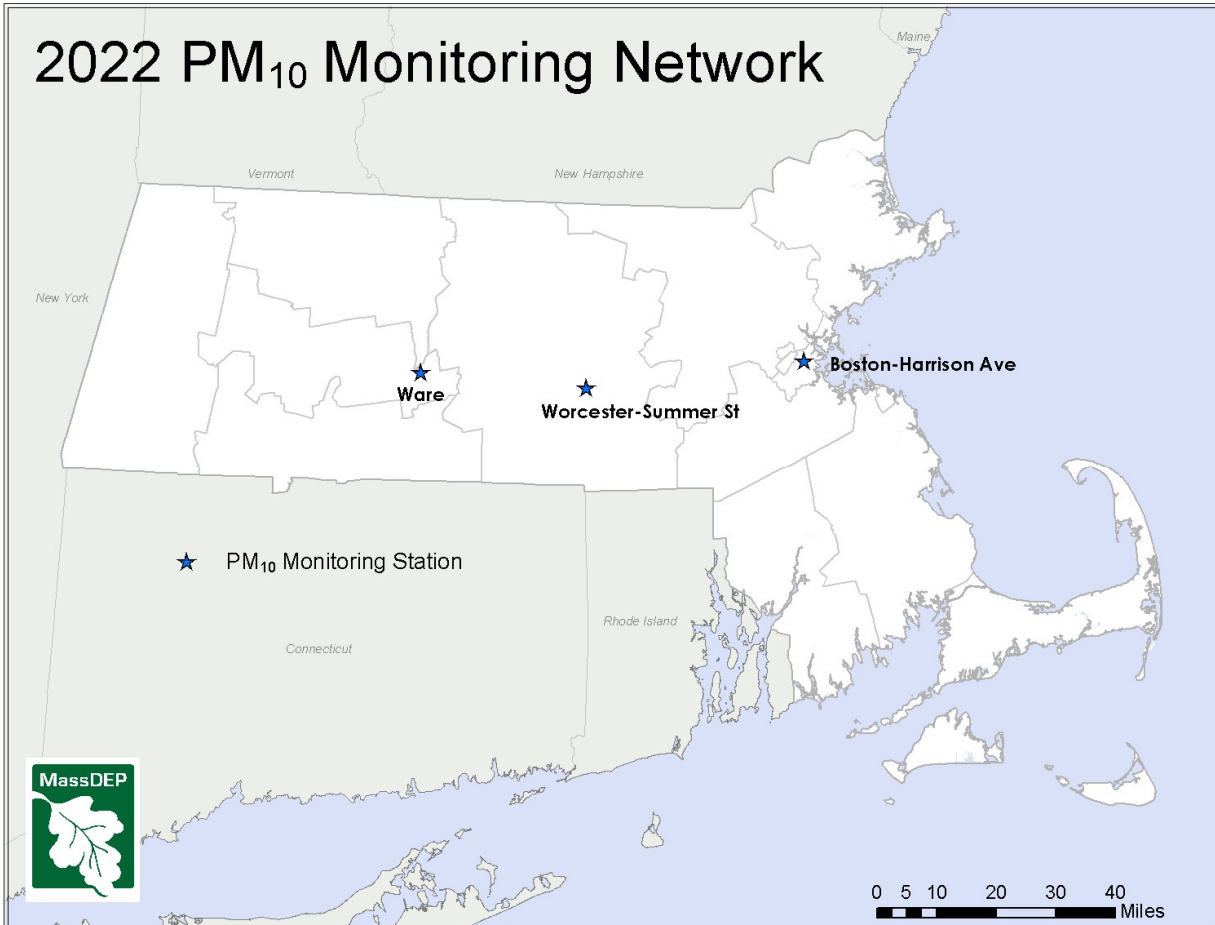 2022 PM₁₀ Monitoring Network
Maine
Vermont
New Hampshire
New York
Boston-Harrison Ave
Ware
Worcester-Summer St
PM₁₀ Monitoring Station
Rhode Island
Connecticut
MassDEP
0 5 10 20 30 40
Miles